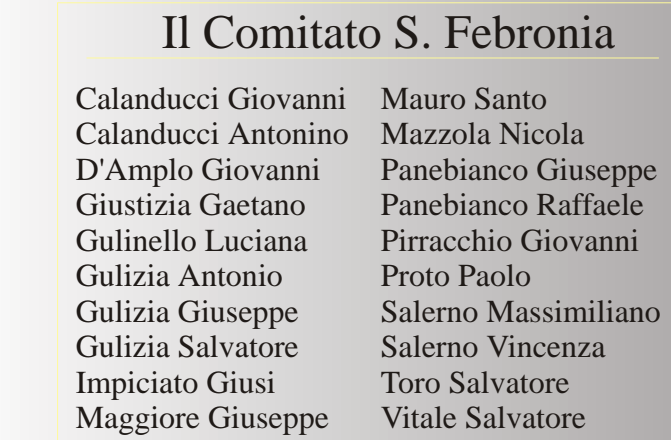 Il Comitato S. Febronia
Calanducci Giovanni
Calanducci Antonino
D'Amplo Giovanni
Giustizia Gaetano
Gulinello Luciana
Gulizia Antonio
Gulizia Giuseppe
Gulizia Salvatore
Impiciato Giusi
Maggiore Giuseppe
Mauro Santo
Mazzola Nicola
Panebianco Giuseppe
Panebianco Raffaele
Pirracchio Giovanni
Proto Paolo
Salerno Massimiliano
Salerno Vincenza
Toro Salvatore
Vitale Salvatore